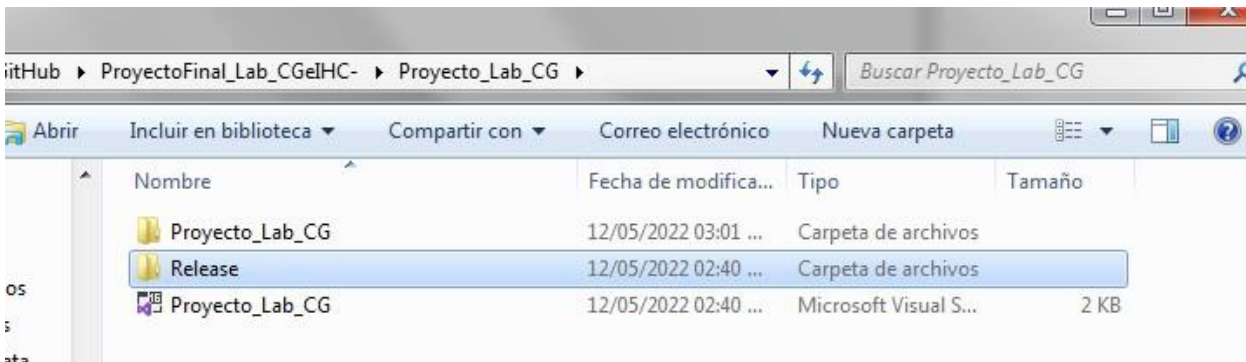 itHub ▸ ProyectoFinal_Lab_CGeIHC- ▸ Proyecto_Lab_CG ▸ Buscar Proyecto_Lab_CG
Abrir Incluir en biblioteca ▾ Compartir con ▾ Correo electrónico Nueva carpeta
Nombre Fecha de modifica... Tipo Tamaño
Proyecto_Lab_CG 12/05/2022 03:01 ... Carpeta de archivos
Release 12/05/2022 02:40 ... Carpeta de archivos
os
Proyecto_Lab_CG 12/05/2022 02:40 ... Microsoft Visual S... 2 KB